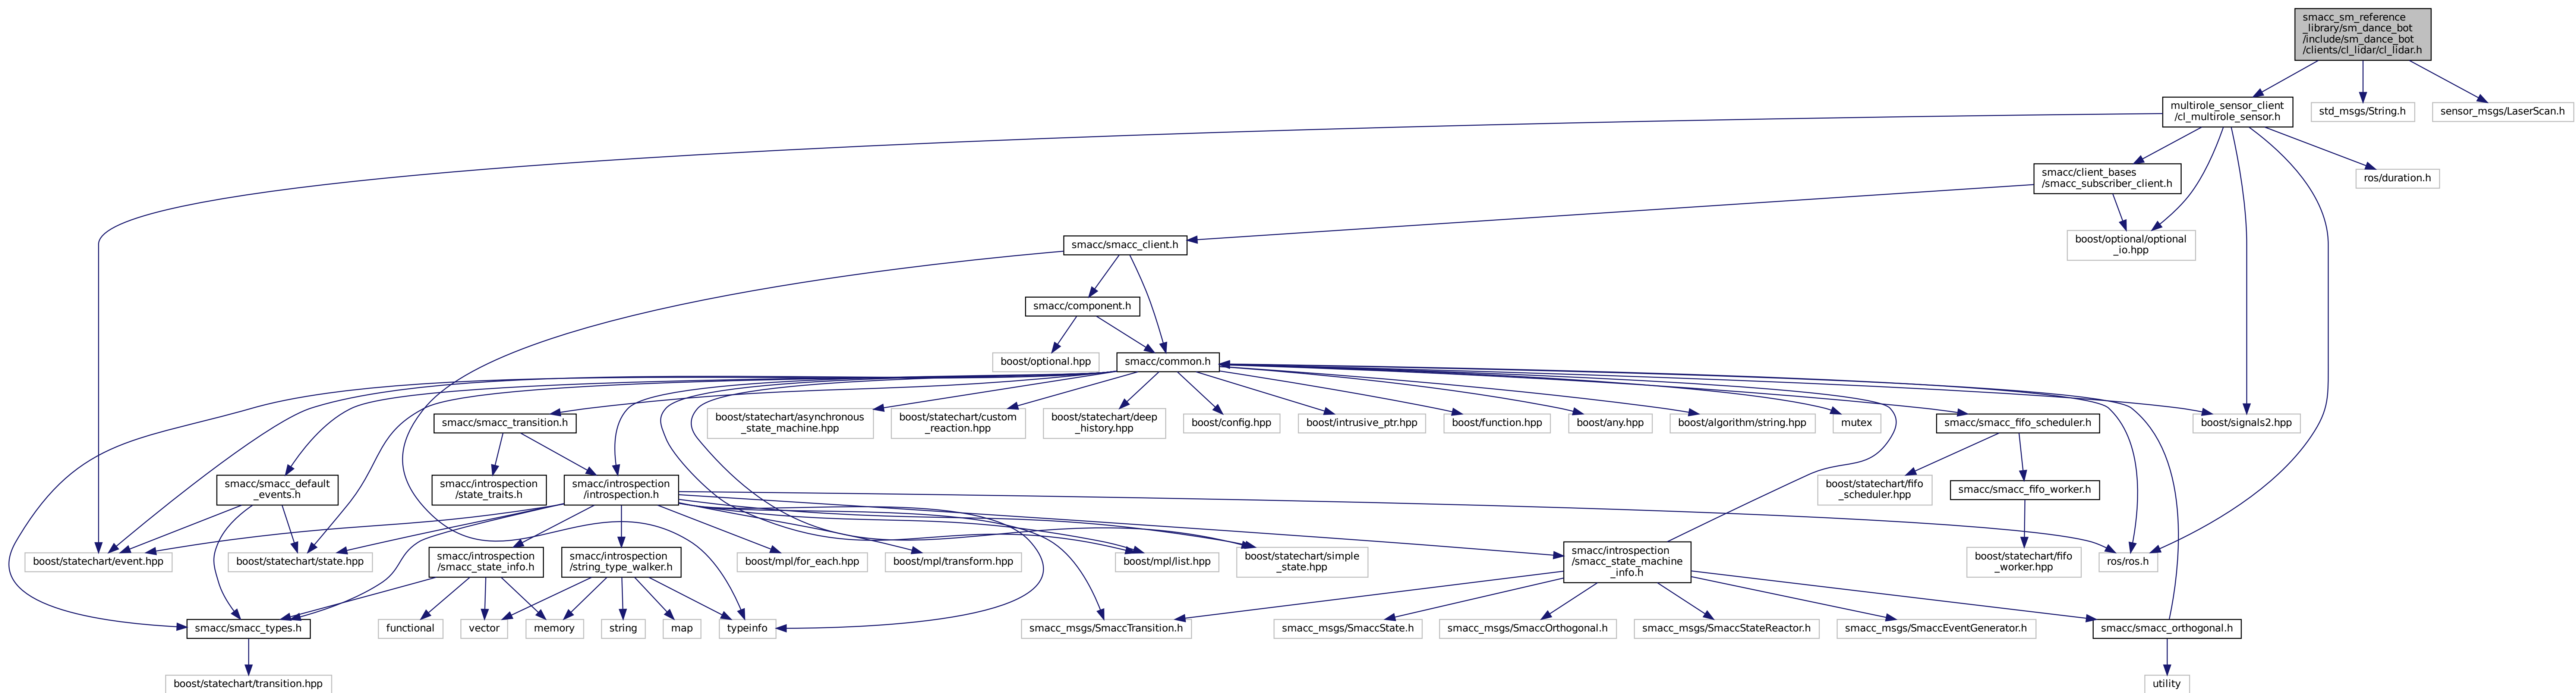 smacc_sm_reference
_library/sm_dance_bot
/include/sm_dance_bot
/clients/cl_lidar/cl_lidar.h
multirole_sensor_client
/cl_multirole_sensor.h
std_msgs/String.h
sensor_msgs/LaserScan.h
smacc/client_bases
/smacc_subscriber_client.h
ros/duration.h
smacc/smacc_client.h
boost/optional/optional
_io.hpp
smacc/component.h
boost/optional.hpp
smacc/common.h
smacc/smacc_transition.h
boost/statechart/asynchronous
_state_machine.hpp
boost/statechart/custom
_reaction.hpp
boost/statechart/deep
_history.hpp
boost/config.hpp
boost/intrusive_ptr.hpp
boost/function.hpp
boost/any.hpp
boost/algorithm/string.hpp
mutex
smacc/smacc_fifo_scheduler.h
boost/signals2.hpp
smacc/smacc_default
_events.h
smacc/introspection
/state_traits.h
smacc/introspection
/introspection.h
boost/statechart/fifo
_scheduler.hpp
smacc/smacc_fifo_worker.h
boost/statechart/event.hpp
boost/statechart/state.hpp
smacc/introspection
/smacc_state_info.h
smacc/introspection
/string_type_walker.h
boost/mpl/for_each.hpp
boost/mpl/transform.hpp
boost/mpl/list.hpp
boost/statechart/simple
_state.hpp
smacc/introspection
/smacc_state_machine
_info.h
boost/statechart/fifo
_worker.hpp
ros/ros.h
smacc/smacc_types.h
functional
vector
memory
string
map
typeinfo
smacc_msgs/SmaccTransition.h
smacc_msgs/SmaccState.h
smacc_msgs/SmaccOrthogonal.h
smacc_msgs/SmaccStateReactor.h
smacc_msgs/SmaccEventGenerator.h
smacc/smacc_orthogonal.h
boost/statechart/transition.hpp
utility